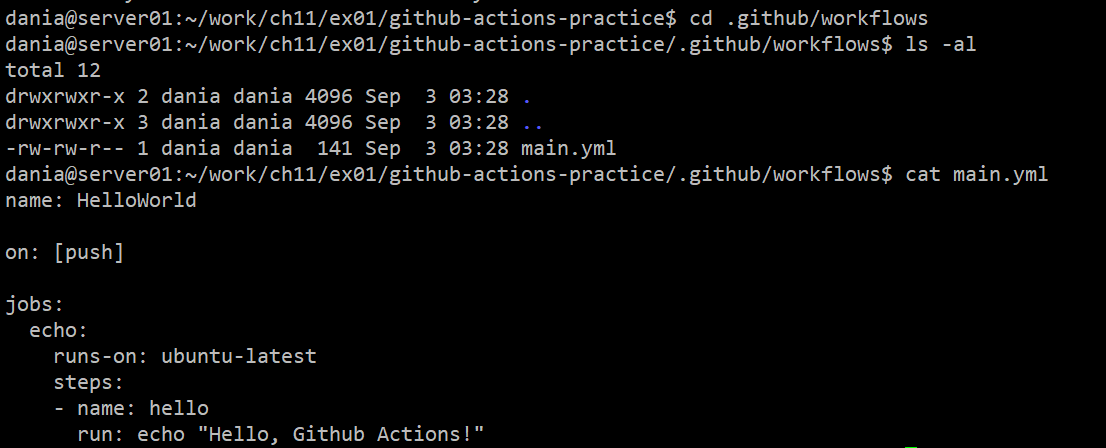 dania@server01:~/work/ch11/ex01/github-actions-practice$ cd .github/workflows
dania@server01:~/work/ch11/ex01/github-actions-practice/.github/workflows$ ls -al
total 12
drwxrwxr-x 2 dania dania 4096 Sep  3 03:28 .
drwxrwxr-x 3 dania dania 4096 Sep  3 03:28 ..
-rw-rw-r-- 1 dania dania  141 Sep  3 03:28 main.yml
dania@server01:~/work/ch11/ex01/github-actions-practice/.github/workflows$ cat main.yml
name: HelloWorld

on: [push]

jobs:
  echo:
    runs-on: ubuntu-latest
    steps:
    - name: hello
      run: echo "Hello, Github Actions!"